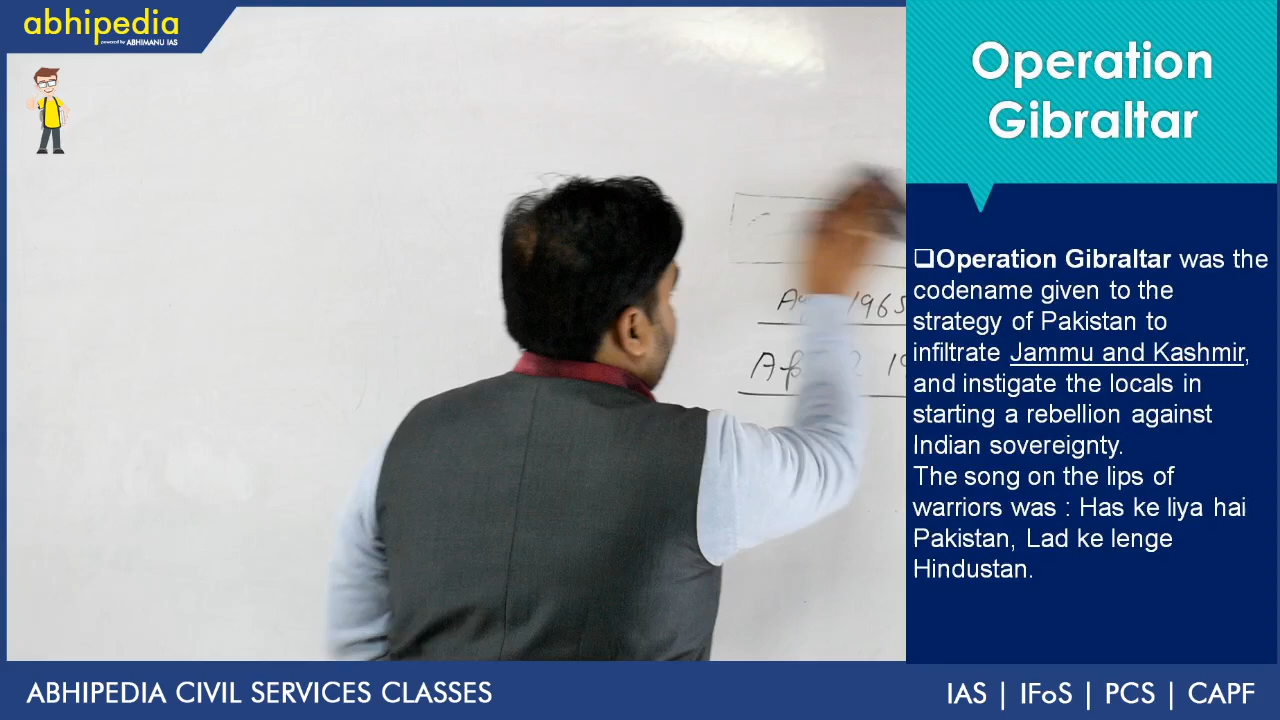 abhipedia
powered by ABHIMANU IAS
Operation
Gibraltar
❑Operation Gibraltar was the
codename given to the
strategy of Pakistan to
infiltrate Jammu and Kashmir,
and instigate the locals in
starting a rebellion against
Indian sovereignty.
The song on the lips of
warriors was : Has ke liya hai
Pakistan, Lad ke lenge
Hindustan.
1965
ABHIPEDIA CIVIL SERVICES CLASSES
IAS | IFoS | PCS | CAPF